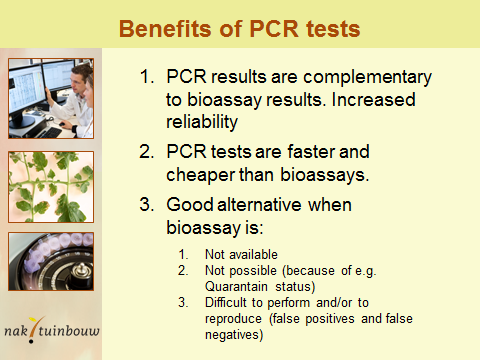 Benefits of PCR tests
1. PCR results are complementary
to bioassay results. Increased
reliability
2. PCR tests are faster and
cheaper than bioassays.
3. Good alternative when
bioassay is:
1. Not available
2. Not possible (because of e.g.
Quarantain status)
3. Difficult to perform and/or to
reproduce (false positives and false
negatives)
nak tuinbouw